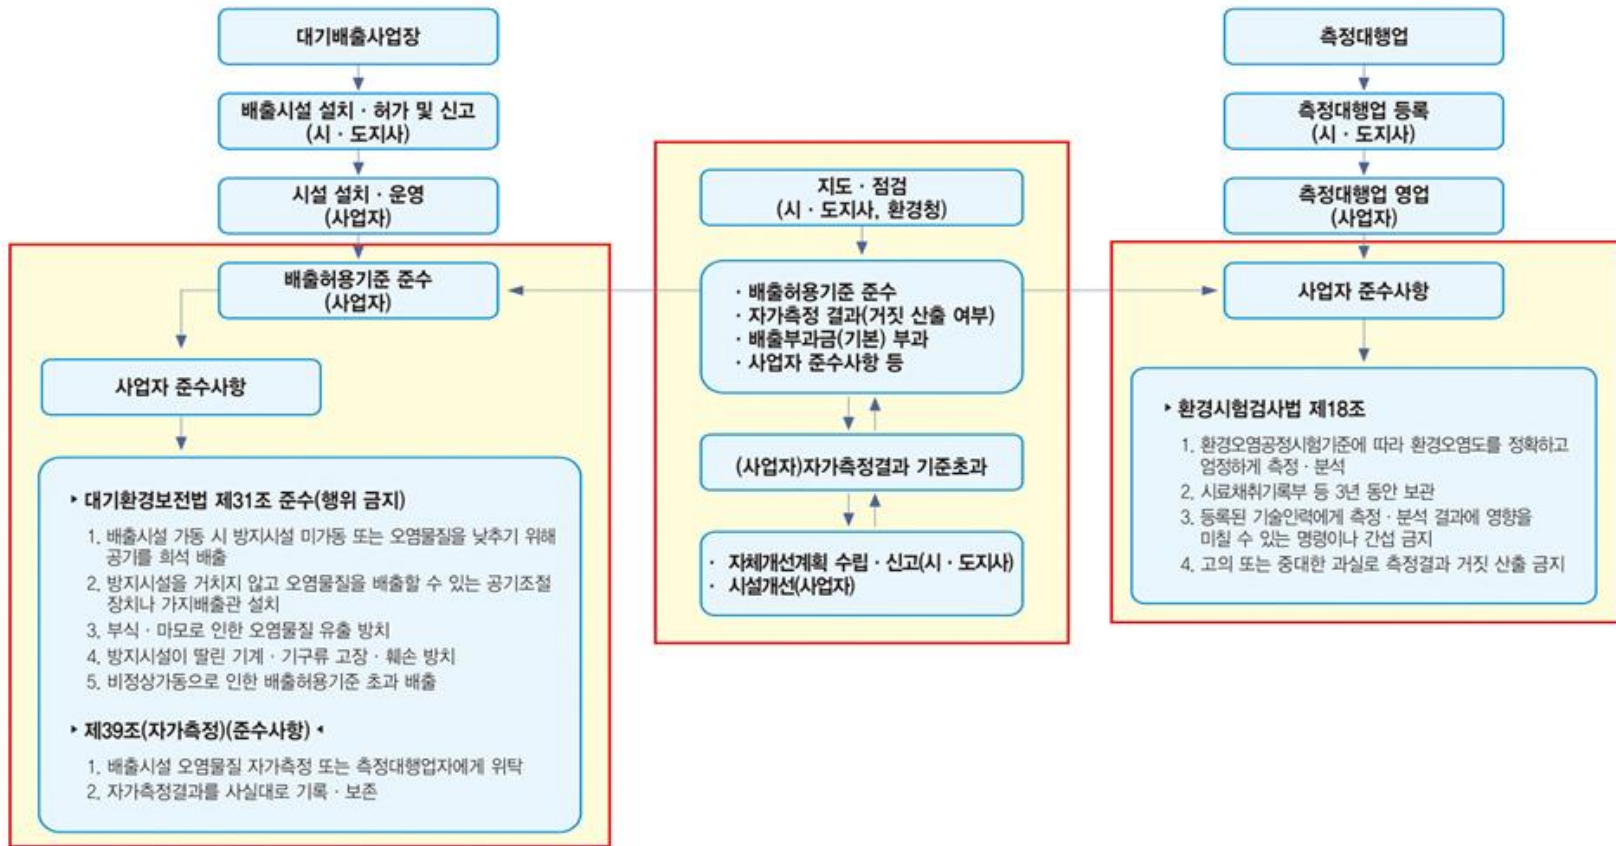 대기배출사업장
배출시설 설치 · 허가 및 신고
(시 · 도지사)
시설 설치 · 운영
(사업자)
배출허용기준 준수
(사업자)
사업자 준수사항
▸ 대기환경보전법 제31조 준수(행위 금지)
1. 배출시설 가동 시 방지시설 미가동 또는 오염물질을 낮추기 위해
공기를 희석 배출
2. 방지시설을 거치지 않고 오염물질을 배출할 수 있는 공기조절
장치나 가지배출관 설치
3. 부식 · 마모로 인한 오염물질 유출 방치
4. 방지시설이 딸린 기계 · 기구류 고장 · 훼손 방치
5. 비정상가동으로 인한 배출허용기준 초과 배출
▸ 제39조(자가측정)(준수사항) ◂
1. 배출시설 오염물질 자가측정 또는 측정대행업자에게 위탁
2. 자가측정결과를 사실대로 기록 · 보존
지도 · 점검
(시 · 도지사, 환경청)
· 배출허용기준 준수
· 자가측정 결과(거짓 산출 여부)
· 배출부과금(기본) 부과
· 사업자 준수사항 등
(사업자)자가측정결과 기준초과
· 자체개선계획 수립 · 신고(시 · 도지사)
· 시설개선(사업자)
측정대행업
측정대행업 등록
(시 · 도지사)
측정대행업 영업
(사업자)
사업자 준수사항
▸ 환경시험검사법 제18조
1. 환경오염공정시험기준에 따라 환경오염도를 정확하고
엄정하게 측정 · 분석
2. 시료채취기록부 등 3년 동안 보관
3. 등록된 기술인력에게 측정 · 분석 결과에 영향을
미칠 수 있는 명령이나 간섭 금지
4. 고의 또는 중대한 과실로 측정결과 거짓 산출 금지